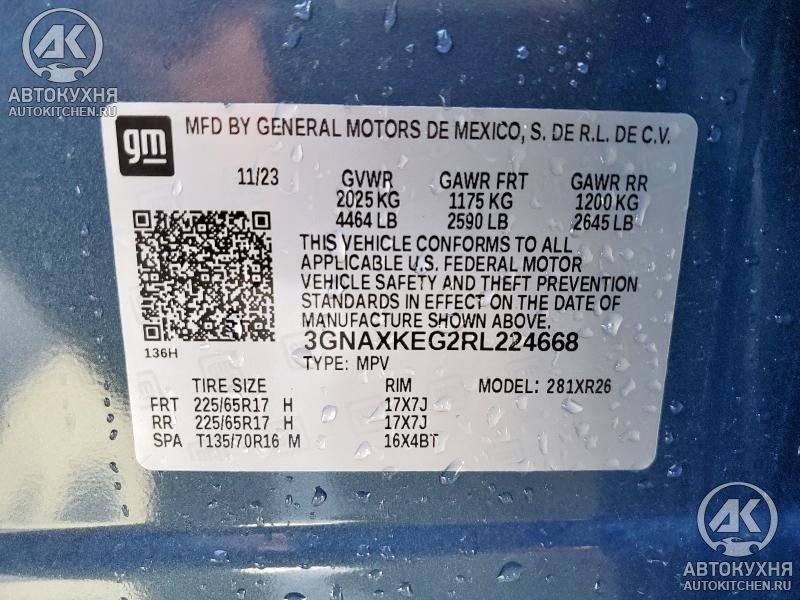 AK
АВТОКУХНЯ
AUTOKITCHEN.RU
gm MFD BY GENERAL MOTORS DE MEXICO, S. DE R.L. DE C.V.
11/23 GVWR GAWR FRT GAWR RR
2025 KG 1175 KG 1200 KG
4464 LB 2590 LB 2645 LB
THIS VEHICLE CONFORMS TO ALL
APPLICABLE U.S. FEDERAL MOTOR
VEHICLE SAFETY AND THEFT PREVENTION
STANDARDS IN EFFECT ON THE DATE OF
MANUFACTURE SHOWN ABOVE.
136H
3GNAXKEG2RL224668
TYPE: MPV
TIRE SIZE RIM MODEL: 281XR26
FRT 225/65R17 H 17X7J
RR 225/65R17 H 17X7J
SPA T135/70R16 M 16X4BT
AK
АВТОКУХНЯ
AUTOKITCHEN.RU